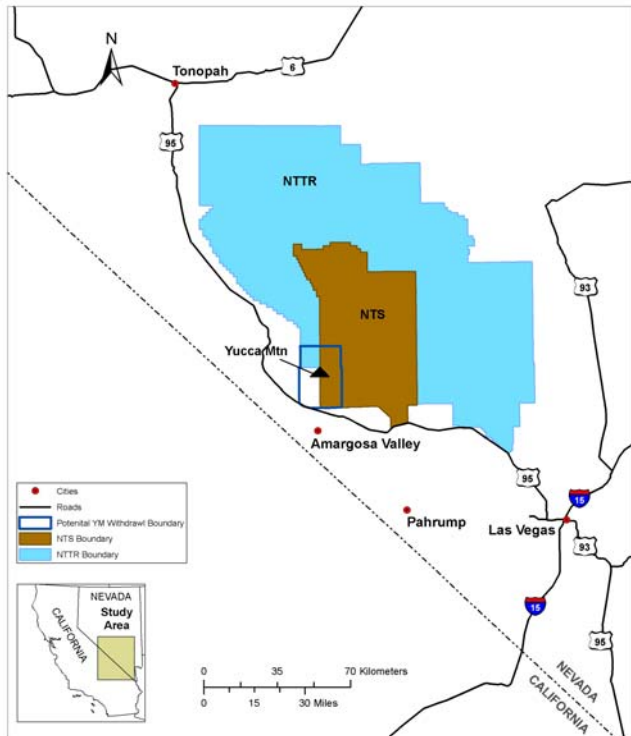 N
Tonopah
6
95
NTTR
93
NTS
Yucca Mtn
Amargosa Valley
95
15
Cities
Roads
Potenital YM Withdrawl Boundary
NTS Boundary
NTTR Boundary
Pahrump
Las Vegas
93
NEVADA
Study
Area
CALIFORNIA
15
95
0 35 70 Kilometers
0 15 30 Miles
NEVADA
CALIFORNIA